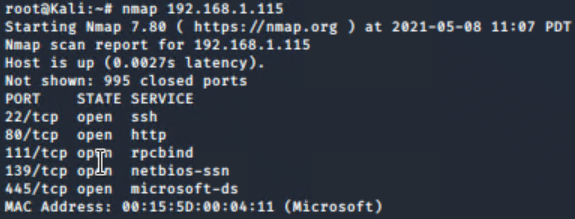 root@Kali:~# nmap 192.168.1.115
Starting Nmap 7.80 ( https://nmap.org ) at 2021-05-08 11:07 PDT
Nmap scan report for 192.168.1.115
Host is up (0.0027s latency).
Not shown: 995 closed ports
PORT    STATE SERVICE
22/tcp  open  ssh
80/tcp  open  http
111/tcp open  rpcbind
139/tcp open  netbios-ssn
445/tcp open  microsoft-ds
MAC Address: 00:15:5D:00:04:11 (Microsoft)